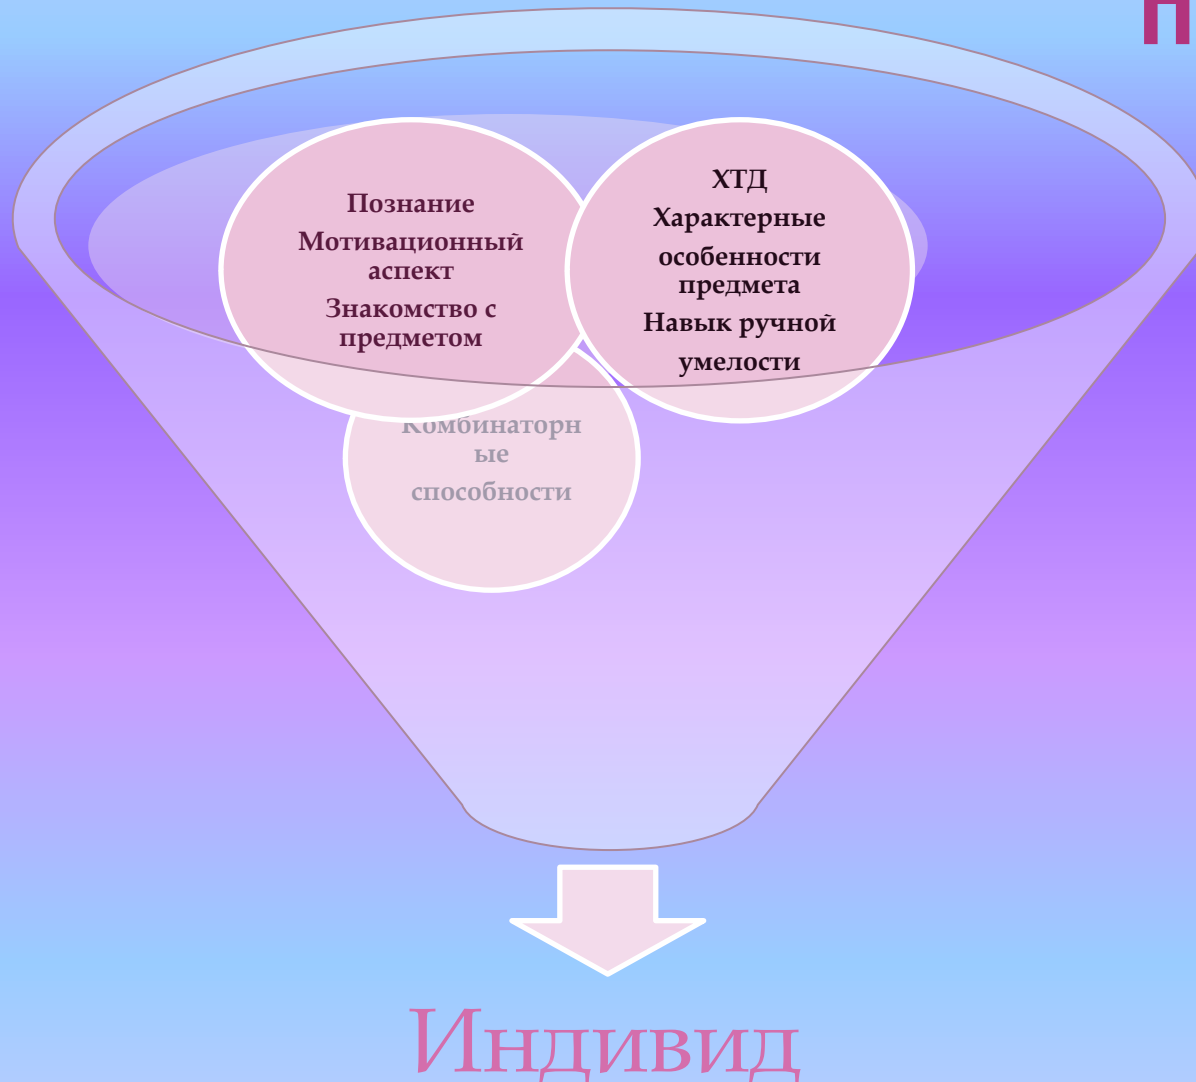 П
Познание
Мотивационный
аспект
Знакомство с
предметом
ХТД
Характерные
особенности
предмета
Навык ручной
умелости
Комбинаторн
ые
способности
Индивид